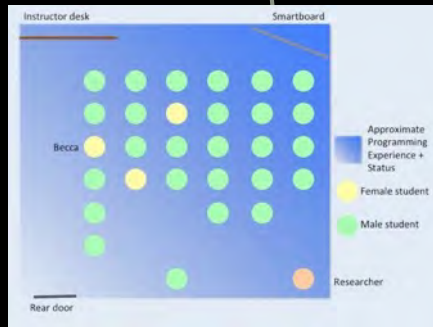 Instructor desk
Smartboard
Becca
Approximate
Programming
Experience +
Status
Female student
Male student
Researcher
Rear door